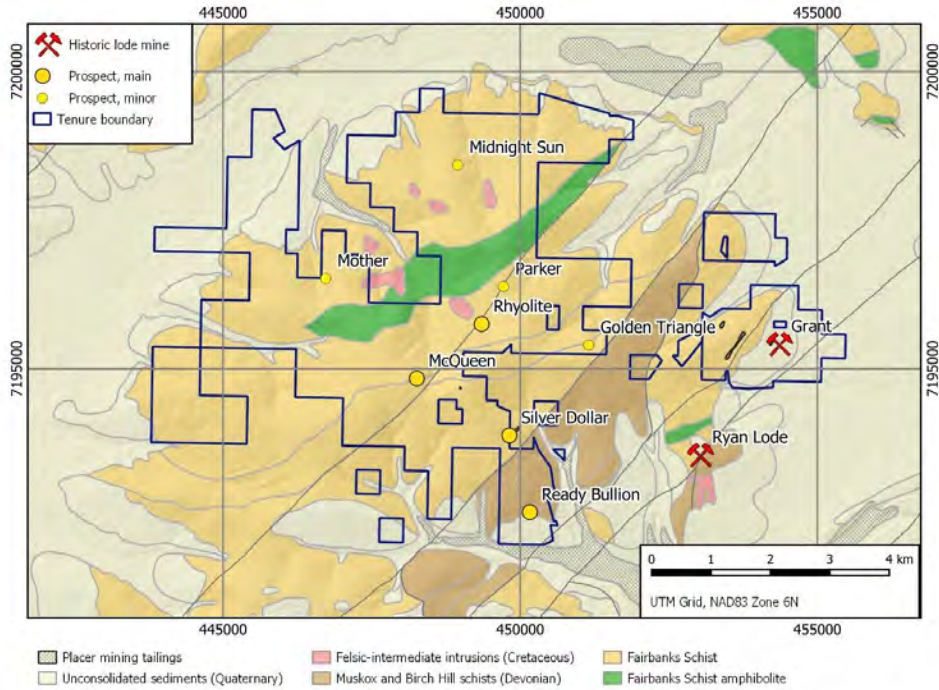 445000 450000 455000
7200000 7200000
Historic lode mine
Prospect, main
Prospect, minor
Tenure boundary
Midnight Sun
Mother
Parker
Rhyolite
Golden Triangle
Grant
7195000 7195000
McQueen
Silver Dollar
Ryan Lode
Ready Bullion
0 1 2 3 4 km
UTM Grid, NAD83 Zone 6N
445000 450000 455000
Placer mining tailings
Unconsolidated sediments (Quaternary)
Felsic-intermediate intrusions (Cretaceous)
Muskox and Birch Hill schists (Devonian)
Fairbanks Schist
Fairbanks Schist amphibolite